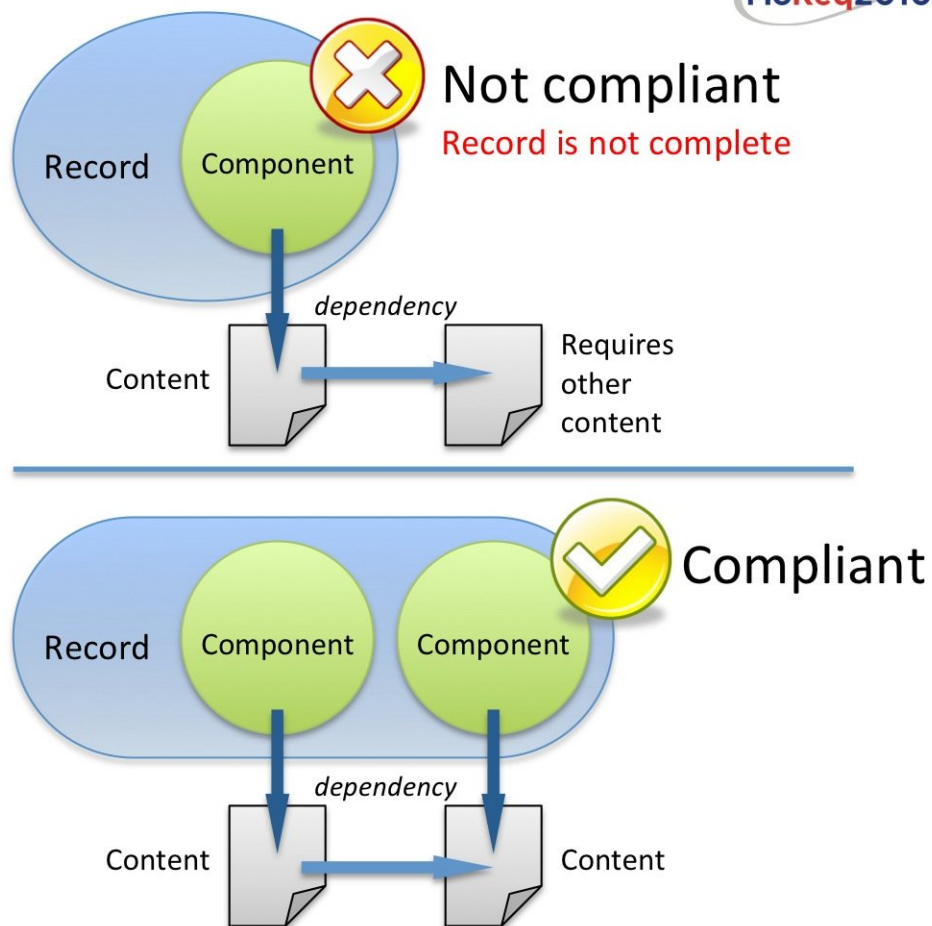 Not compliant
Record is not complete
Record
Component
dependency
Content
Requires
other
content
Compliant
Record
Component
Component
dependency
Content
Content